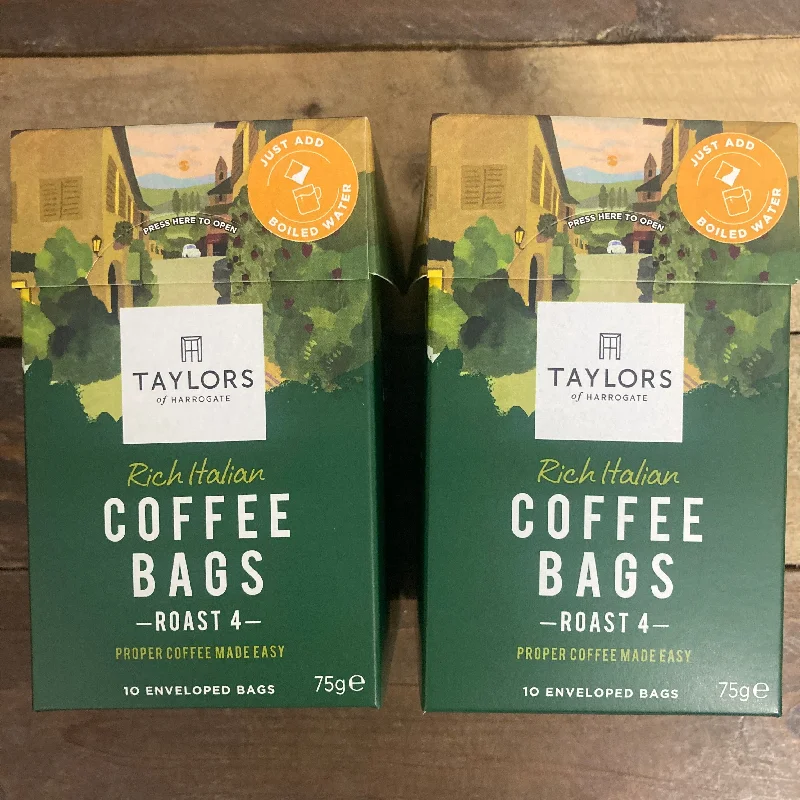 JUST ADD
BOILED WATER
PRESS HERE TO OPEN
TAYLORS
of HARROGATE
Rich Italian
COFFEE
BAGS
—ROAST 4—
PROPER COFFEE MADE EASY
10 ENVELOPED BAGS
75g℮
JUST ADD
BOILED WATER
PRESS HERE TO OPEN
TAYLORS
of HARROGATE
Rich Italian
COFFEE
BAGS
—ROAST 4—
PROPER COFFEE MADE EASY
10 ENVELOPED BAGS
75g℮